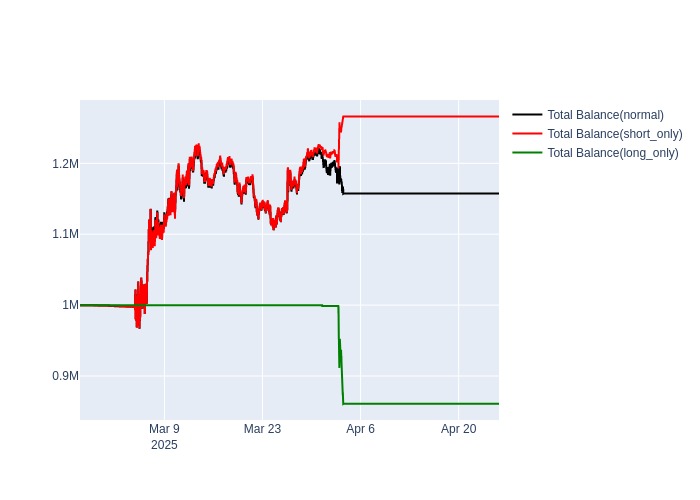 Total Balance(normal)
Total Balance(short_only)
Total Balance(long_only)
1.2M
1.1M
1M
0.9M
Mar 9
2025
Mar 23
Apr 6
Apr 20